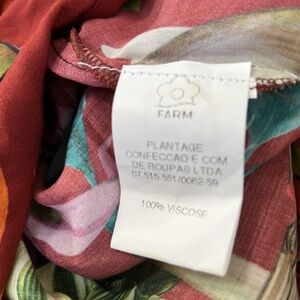 FARM
PLANTAGE
CONFECCAO E COM
DE ROUPAS LTDA
07.515.551/0062-59
100% VISCOSE